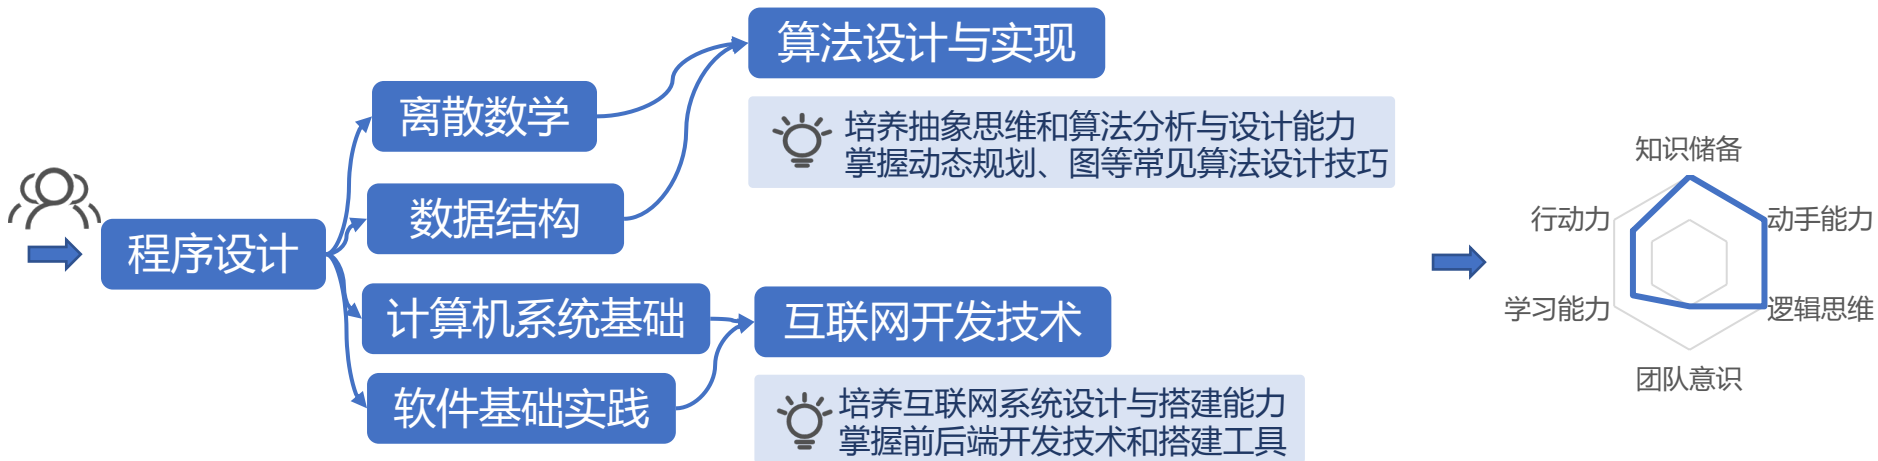 程序设计
离散数学
数据结构
计算机系统基础
软件基础实践
算法设计与实现
培养抽象思维和算法分析与设计能力
掌握动态规划、图等常见算法设计技巧
互联网开发技术
培养互联网系统设计与搭建能力
掌握前后端开发技术和搭建工具
知识储备
行动力
动手能力
学习能力
逻辑思维
团队意识